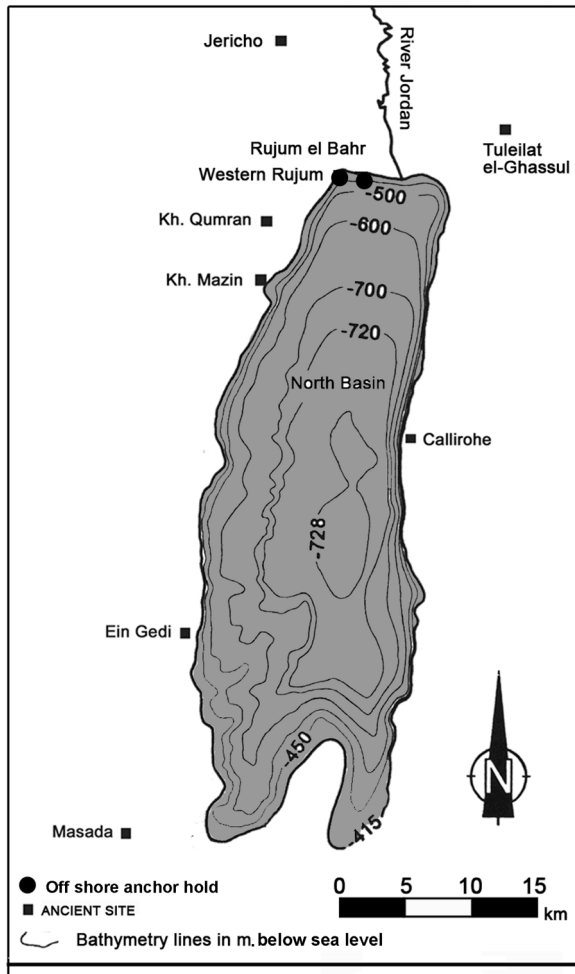 Jericho
River Jordan
Tuleilat
el-Ghassul
Rujum el Bahr
Western Rujum
-500
Kh. Qumran
-600
Kh. Mazin
-700
-720
North Basin
Callirohe
-728
Ein Gedi
-450
N
Masada
-415
Off shore anchor hold
ANCIENT SITE
Bathymetry lines in m. below sea level
0 5 10 15
km